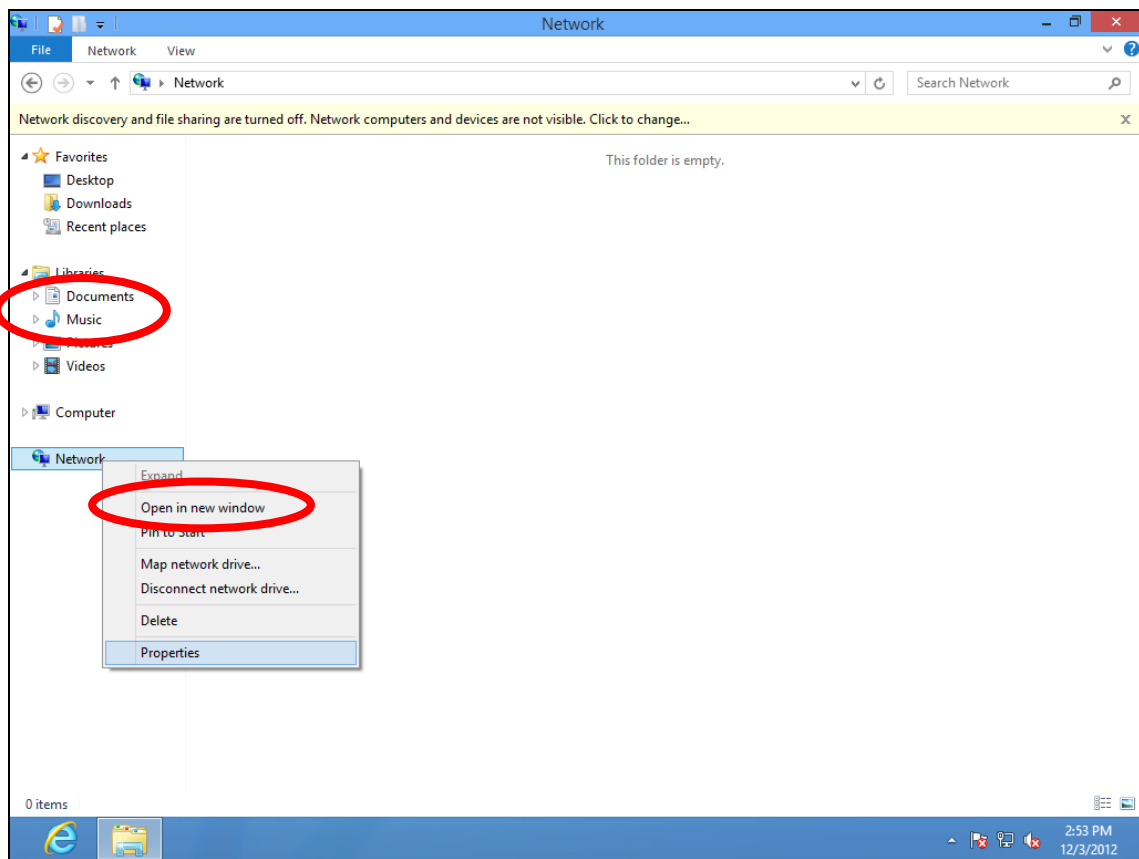 Network
File Network View
Network
Search Network
Network discovery and file sharing are turned off. Network computers and devices are not visible. Click to change...
Favorites
Desktop
Downloads
Recent places
Libraries
Documents
Music
Pictures
Videos
Computer
Network
This folder is empty.
Expand
Open in new window
Pin to Start
Map network drive...
Disconnect network drive...
Delete
Properties
0 items
2:53 PM
12/3/2012